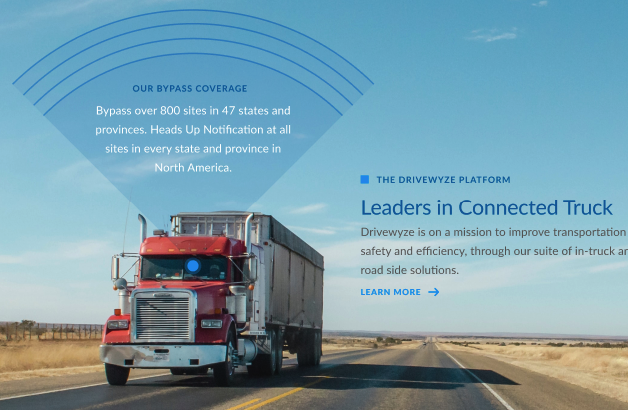 OUR BYPASS COVERAGE
Bypass over 800 sites in 47 states and
provinces. Heads Up Notification at all
sites in every state and province in
North America.
THE DRIVEWYZE PLATFORM
Leaders in Connected Truck
Drivewyze is on a mission to improve transportation
safety and efficiency, through our suite of in-truck
road side solutions.
LEARN MORE